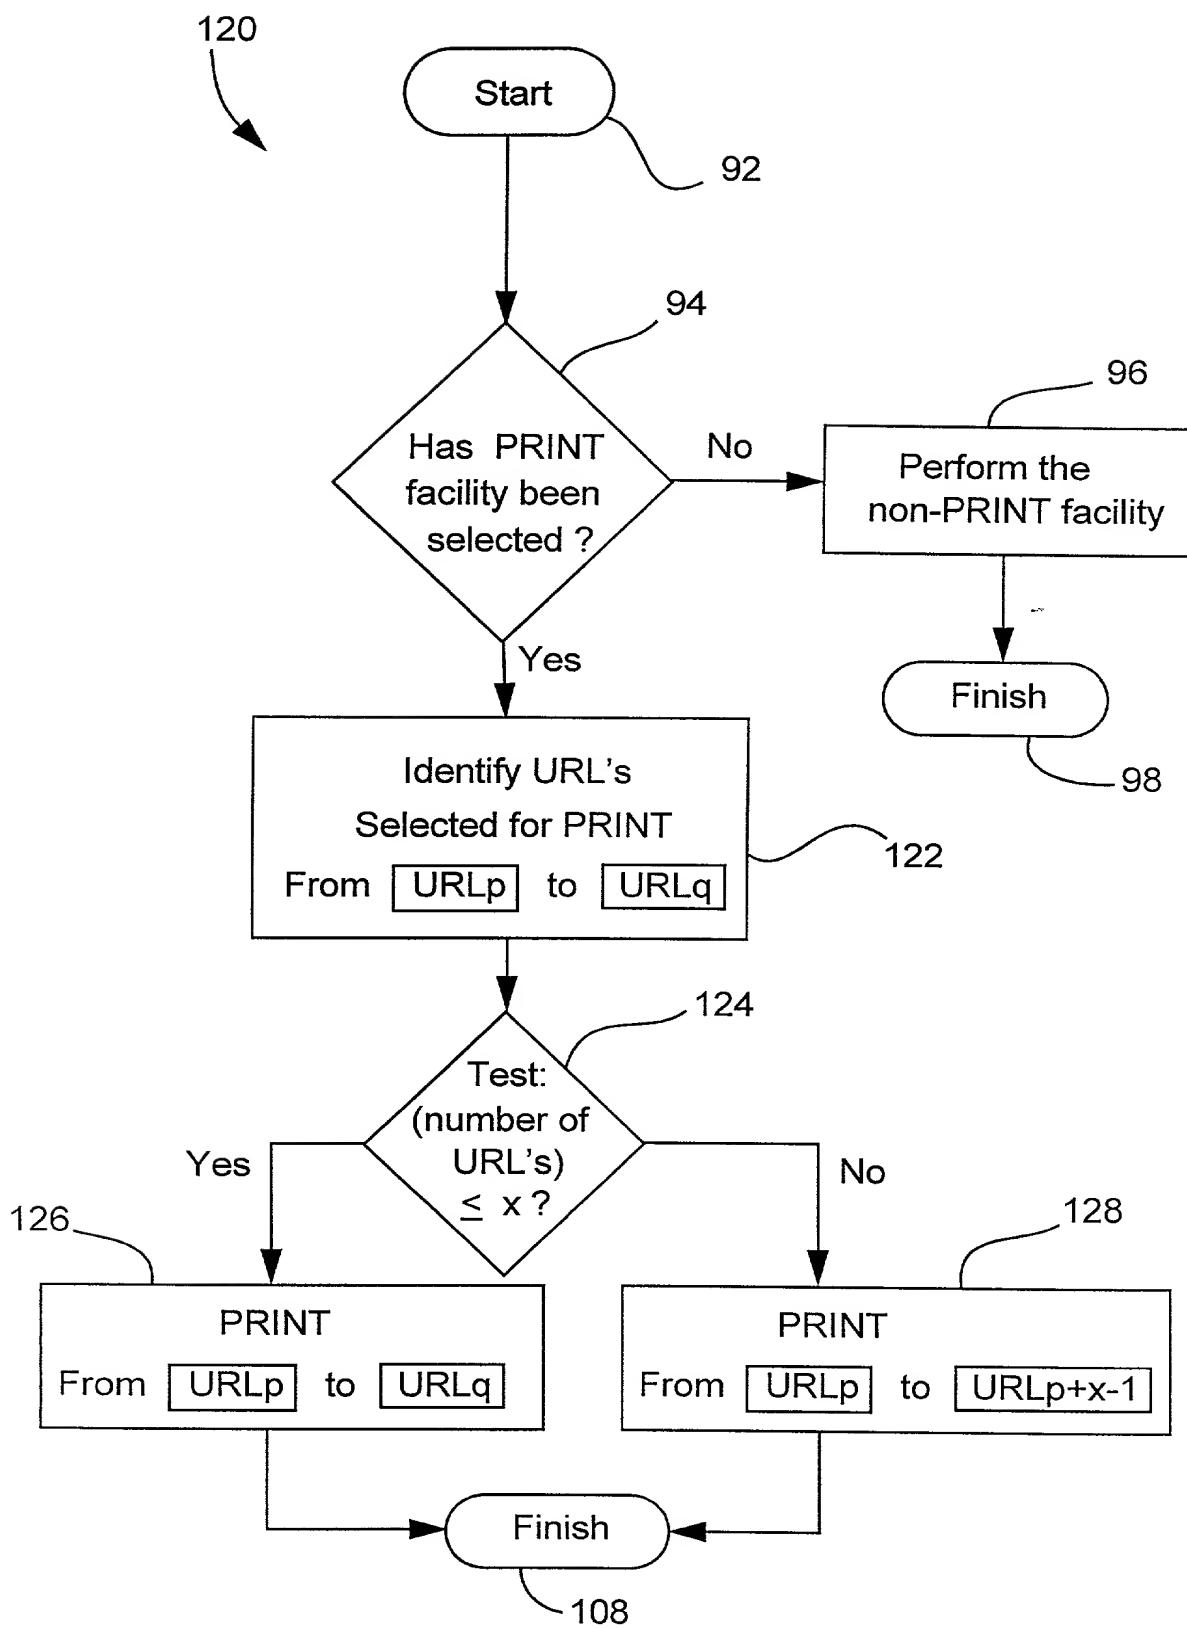 120
Start
92
94
Has PRINT
facility been
selected ?
No
96
Perform the
non-PRINT facility
Yes
Finish
98
Identify URL's
Selected for PRINT
From URLp to URLq
122
124
Test:
(number of
URL's)
≤ x ?
Yes
No
126
128
PRINT
From URLp to URLq
PRINT
From URLp to URLp+x-1
Finish
108